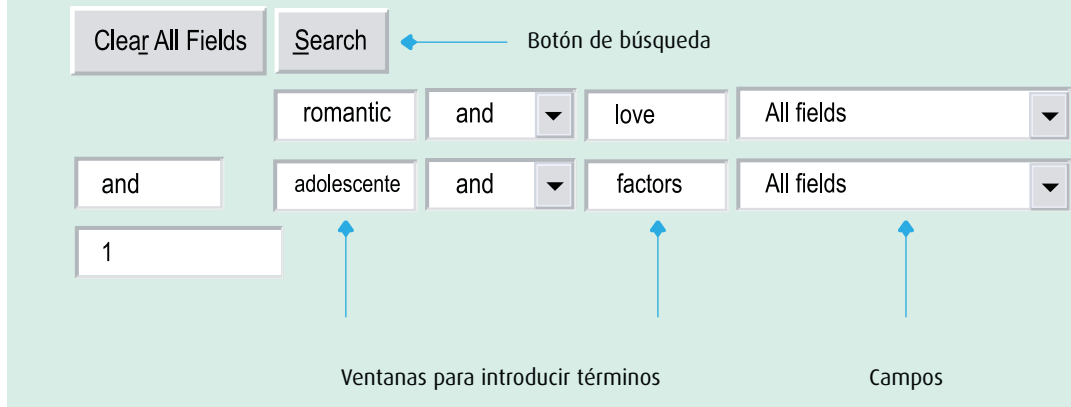 Clear All Fields Search Botón de búsqueda
romantic and love All fields
and adolescente and factors All fields
1
Ventanas para introducir términos Campos